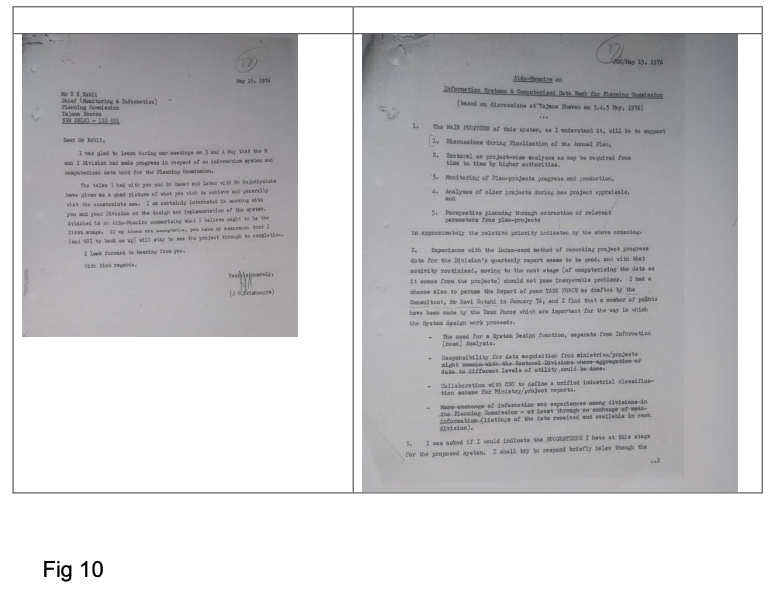 May 15, 1976
Mr V K Kohli
Chief (Monitoring & Information)
Planning Commission
Yojana Bhavan
NEW DELHI - 110 001
Dear Mr Kohli,
I was glad to learn during our meetings on 3 and 4 May that the M
and I Division had made progress in respect of an information system and
computerised data bank for the Planning Commission.
The talks I had with you and Dr Sawant and later with Mr
have given me a good picture of what you wish to achieve and generally
what the constraints are. I am certainly interested in working with
you and your Division on the design and implementation of the system.
Attached is an Aide-Memoire summarising what I believe ought to be the
first stage. If my ideas are acceptable, you have my assurance that I
(and to back me up) will stay to see the project through to completion.
I look forward to hearing from you.
With kind regards.
Yours sincerely,
/May 15, 1976
Aide-Memoire on
Information Systems & Computerised Data Bank for Planning Commission
(based on discussions at Yojana Bhavan on 3,4,5 May, 1976)
...
1. The MAIN PURPOSES of this system, as I understand it, will be to support
1. Discussions during finalisation of the Annual Plan,
2. Sectoral or project-view analyses as may be required from
time to time by higher authorities.
3. Monitoring of Plan-projects progress and production,
4. Analyses of older projects during new project appraisals,
and
5. Perspective planning through extraction of relevant
parameters from plan-projects
in approximately the relative priority indicated by the above ordering.
2. Experience with the Index-card method of recording project progress
data for the Division's quarterly report seems to be good, and with that
activity routinised, moving to the next stage (of computerising the data as
it comes from the projects) should not pose insuperable problems. I had a
chance also to peruse the Report of your TASK FORCE as drafted by the
Consultant, Mr Ravi in January 76, and I find that a number of points
have been made by the Task Force which are important for the way in which
the System design work proceeds.
- The need for a System Design function, separate from Information
(need) Analysis.
- Responsibility for data acquisition from ministries/projects
might remain with the Sectoral Divisions where aggregation of
data in different levels of utility could be done.
- Collaboration with CSO to define a unified industrial classifica-
tion scheme for Ministry/project reports.
- More exchange of information and experiences among divisions in
the Planning Commission - at least through an exchange of meta-
information (listings of the data received and available in each
division).
3. I was asked if I would indicate the SUGGESTIONS I have at this stage
for the proposed system. I shall try to respond briefly below though the
..2
Fig 10